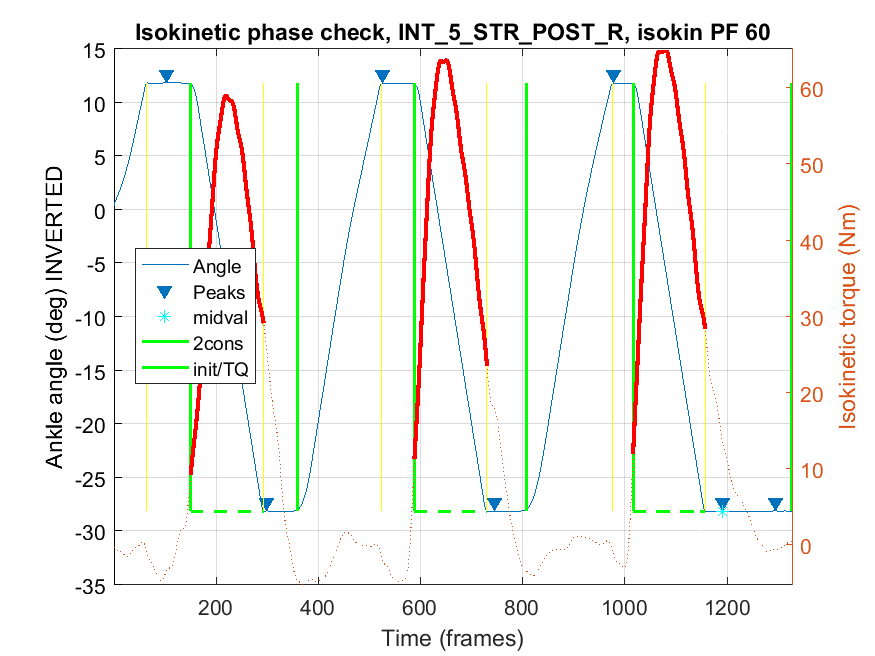 Isokinetic phase check, INT_5_STR_POST_R, isokin PF 60
Ankle angle (deg) INVERTED
15
10
5
0
-5
-10
-15
-20
-25
-30
-35
Angle
Peaks
midval
2cons
init/TQ
60
50
40
30
20
10
0
Isokinetic torque (Nm)
200
400
600
800
1000
1200
Time (frames)